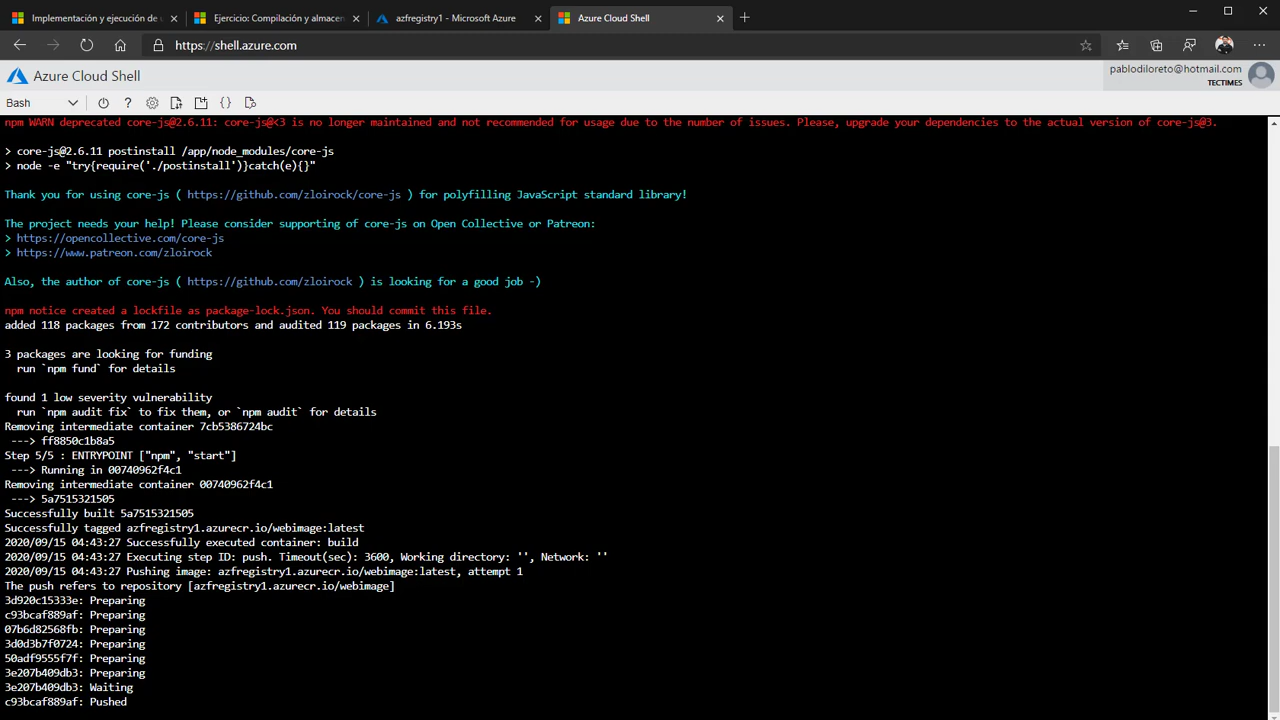 Implementación y ejecución de u
Ejercicio: Compilación y almacer
azfregistry1 - Microsoft Azure
Azure Cloud Shell
https://shell.azure.com
Azure Cloud Shell
pablodiloreto@hotmail.com
TECTIMES
Bash
npm WARN deprecated core-js@2.6.11: core-js@<3 is no longer maintained and not recommended for usage due to the number of issues. Please, upgrade your dependencies to the actual version of core-js@3.
> core-js@2.6.11 postinstall /app/node_modules/core-js
> node -e "try{require('./postinstall')}catch(e){}"
Thank you for using core-js ( https://github.com/zloirock/core-js ) for polyfilling JavaScript standard library!
The project needs your help! Please consider supporting of core-js on Open Collective or Patreon:
> https://opencollective.com/core-js
> https://www.patreon.com/zloirock
Also, the author of core-js ( https://github.com/zloirock ) is looking for a good job -)
npm notice created a lockfile as package-lock.json. You should commit this file.
added 118 packages from 172 contributors and audited 119 packages in 6.193s
3 packages are looking for funding
run `npm fund` for details
found 1 low severity vulnerability
run `npm audit fix` to fix them, or `npm audit` for details
Removing intermediate container 7cb5386724bc
---> ff8850c1b8a5
Step 5/5 : ENTRYPOINT ["npm", "start"]
---> Running in 00740962f4c1
Removing intermediate container 00740962f4c1
---> 5a7515321505
Successfully built 5a7515321505
Successfully tagged azfregistry1.azurecr.io/webimage:latest
2020/09/15 04:43:27 Successfully executed container: build
2020/09/15 04:43:27 Executing step ID: push. Timeout(sec): 3600, Working directory: '', Network: ''
2020/09/15 04:43:27 Pushing image: azfregistry1.azurecr.io/webimage:latest, attempt 1
The push refers to repository [azfregistry1.azurecr.io/webimage]
3d920c15333e: Preparing
c93bcaf889af: Preparing
07b6d82568fb: Preparing
3d0d3b7f0724: Preparing
50adf9555f7f: Preparing
3e207b409db3: Preparing
3e207b409db3: Waiting
c93bcaf889af: Pushed